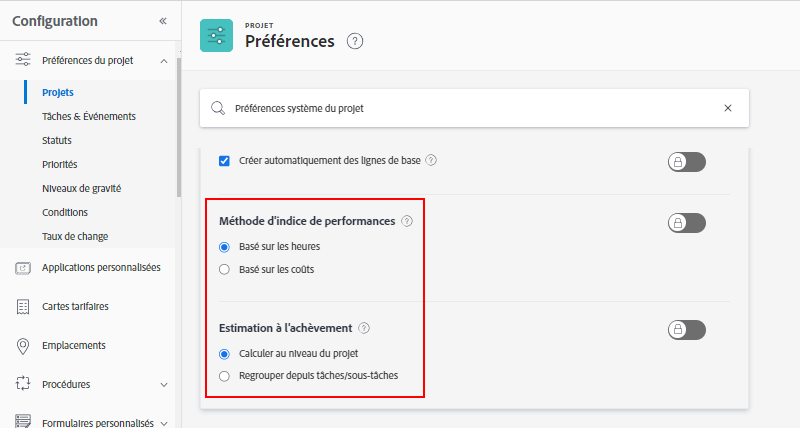 Configuration
Préférences du projet
Projets
Tâches & Événements
Statuts
Priorités
Niveaux de gravité
Conditions
Taux de change
Applications personnalisées
Cartes tarifaires
Emplacements
Procédures
Formulaires personnalisés
PROJET
Préférences
Préférences système du projet
Créer automatiquement des lignes de base
Méthode d'indice de performances
Basé sur les heures
Basé sur les coûts
Estimation à l'achèvement
Calculer au niveau du projet
Regrouper depuis tâches/sous-tâches